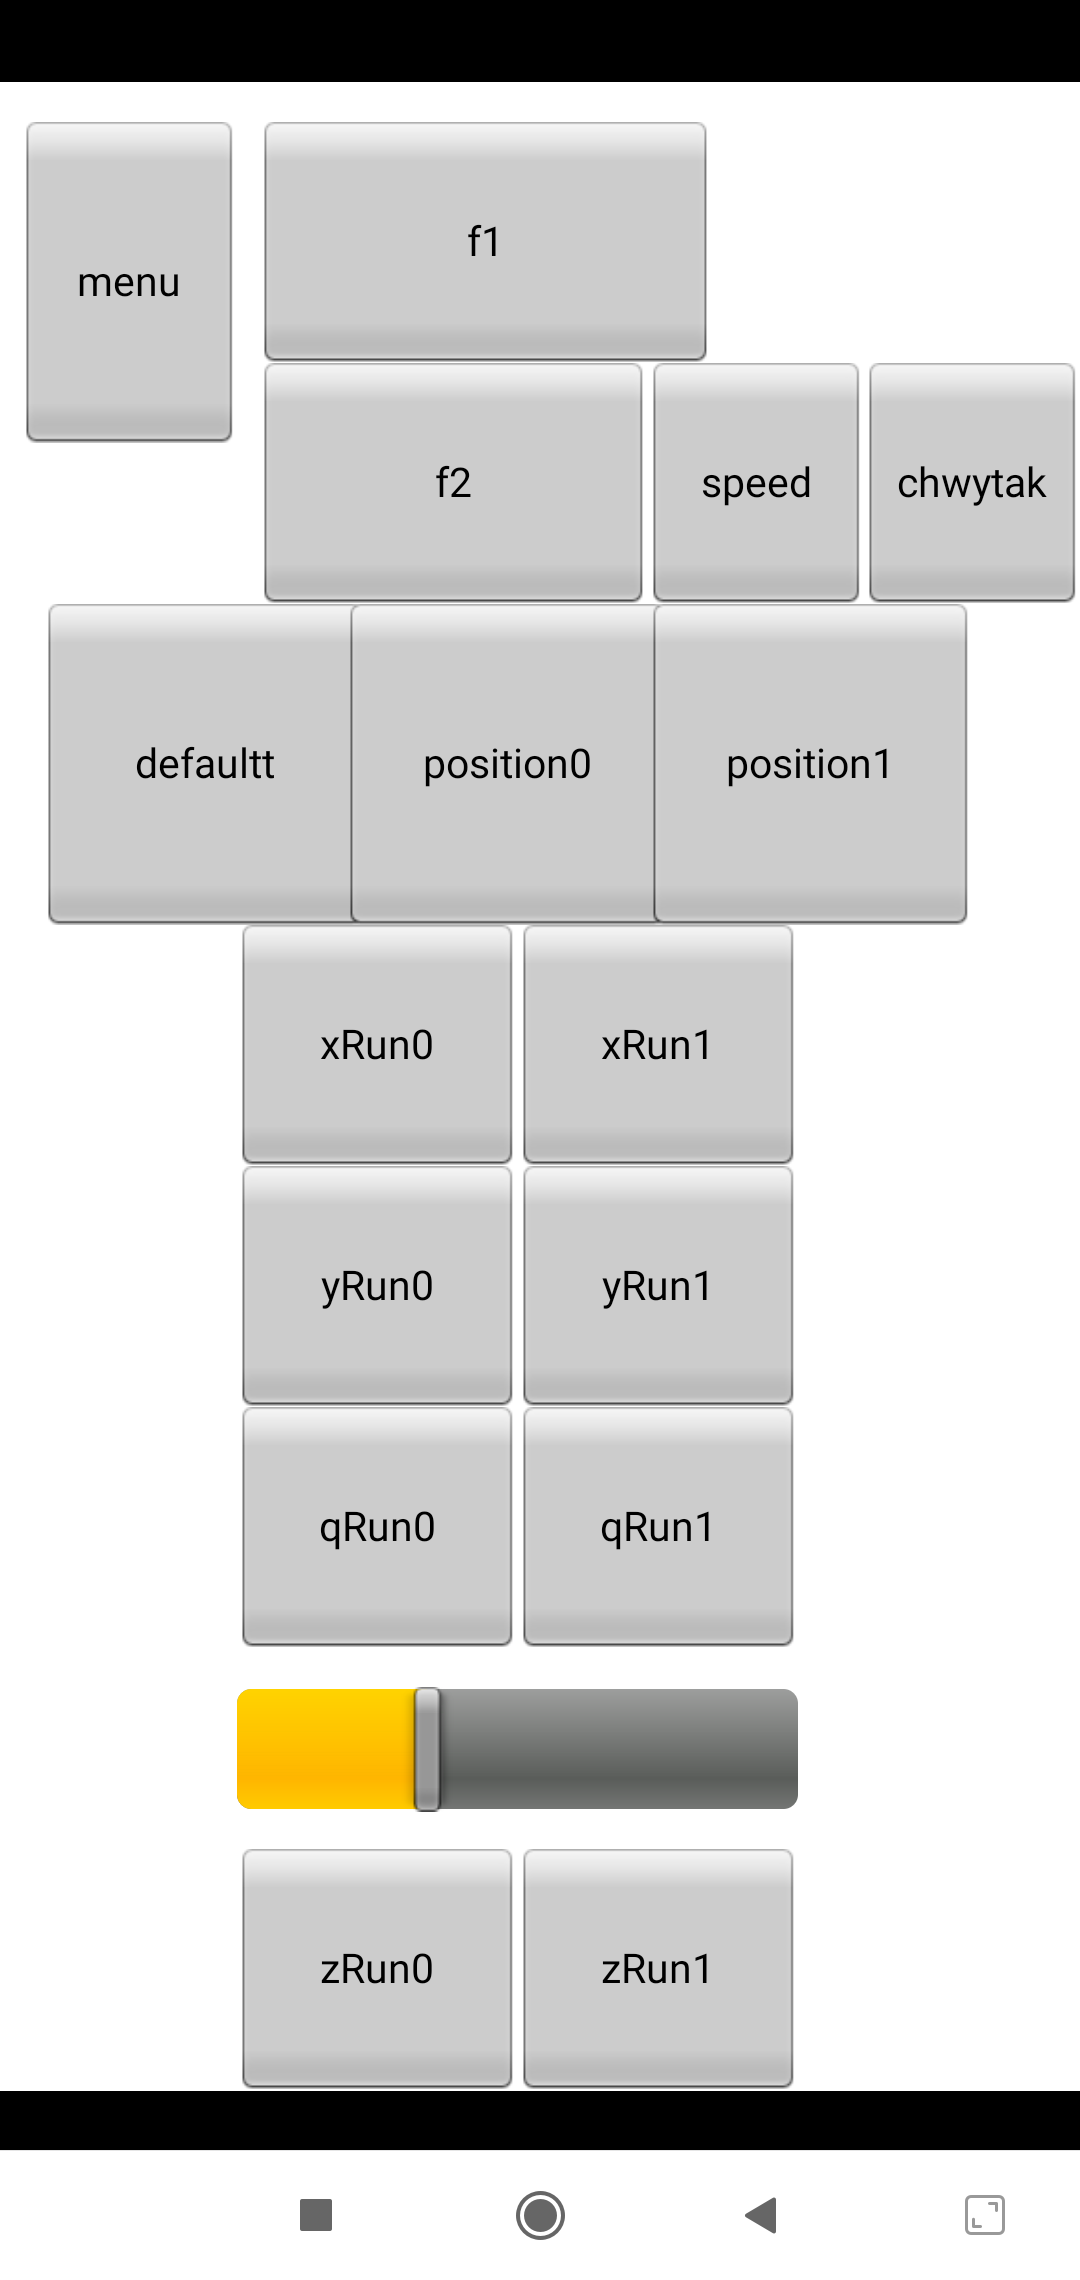 menu
f1
f2
speed
chwytak
defaultt
position0
position1
xRun0
xRun1
yRun0
yRun1
qRun0
qRun1
zRun0
zRun1